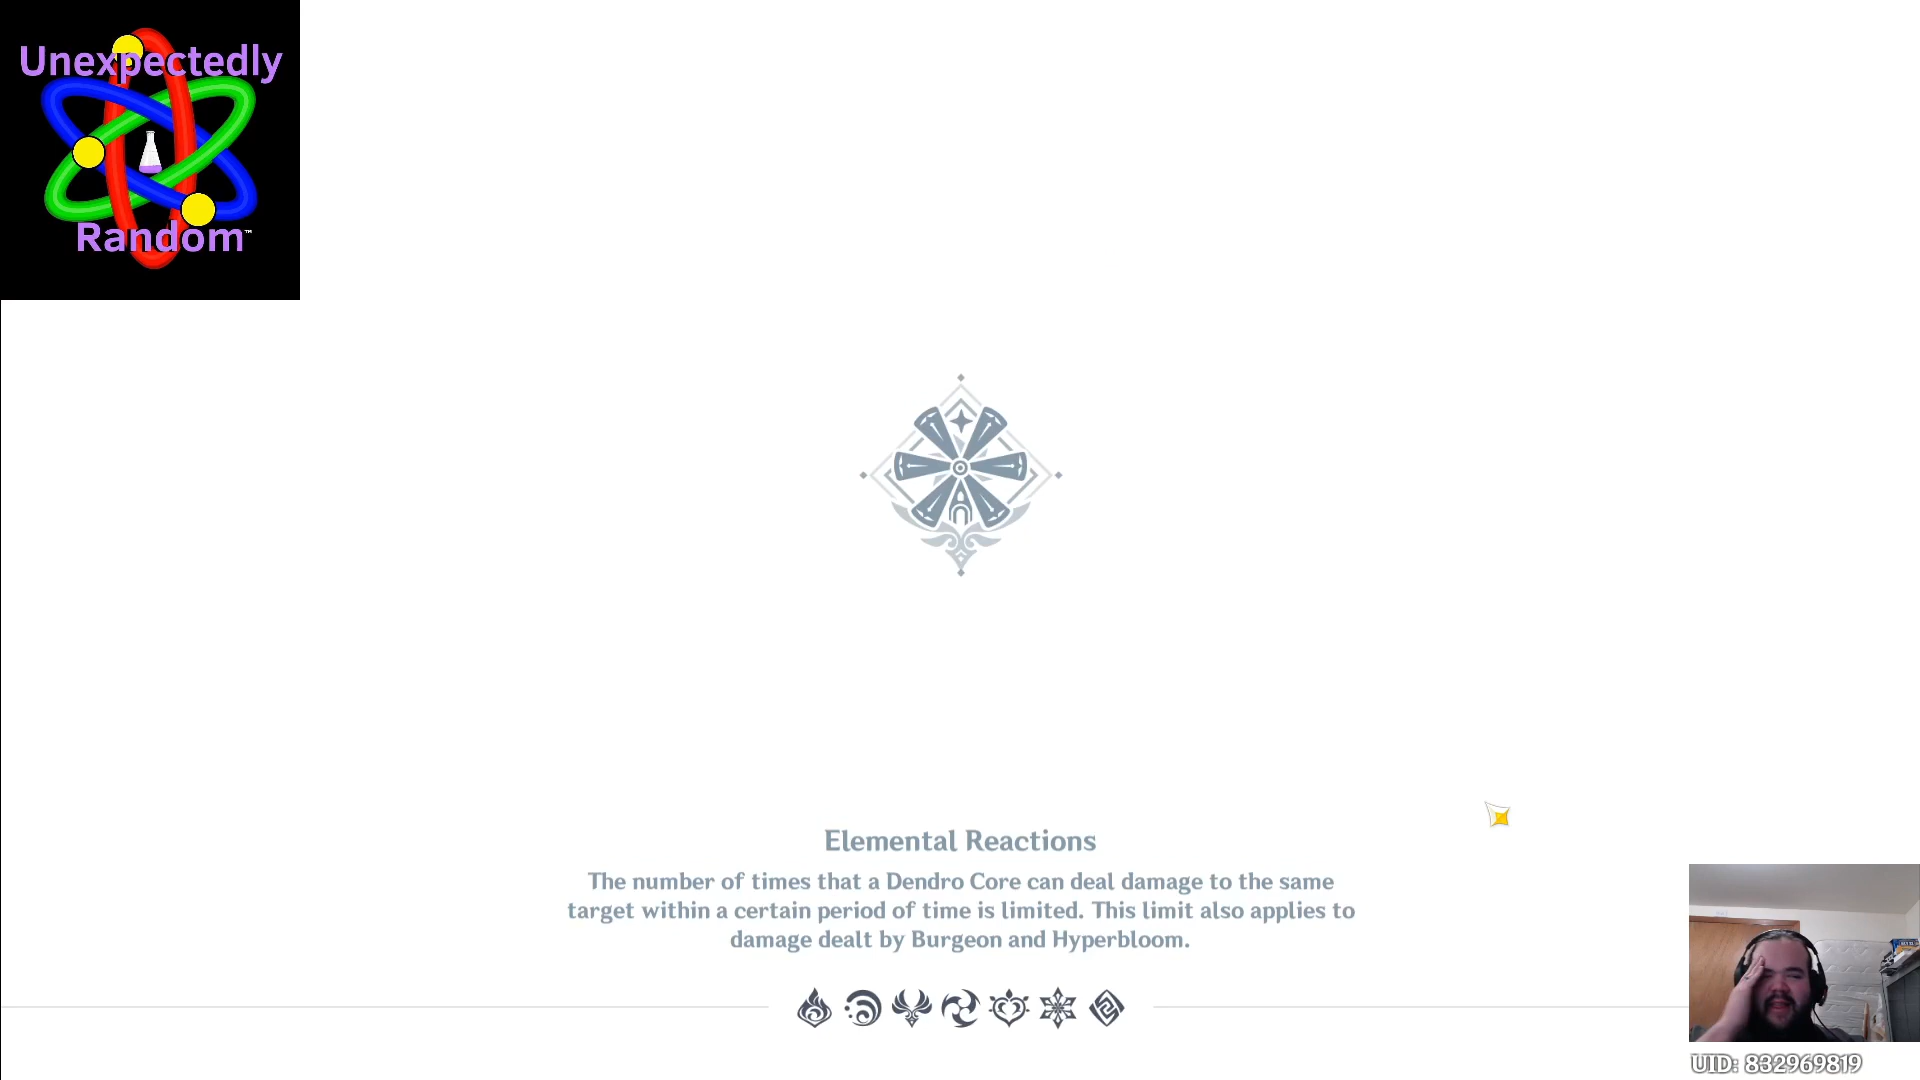 Unexpectedly
Random™
Elemental Reactions
The number of times that a Dendro Core can deal damage to the same
target within a certain period of time is limited. This limit also applies to
damage dealt by Burgeon and Hyperbloom.
UID: 832969819